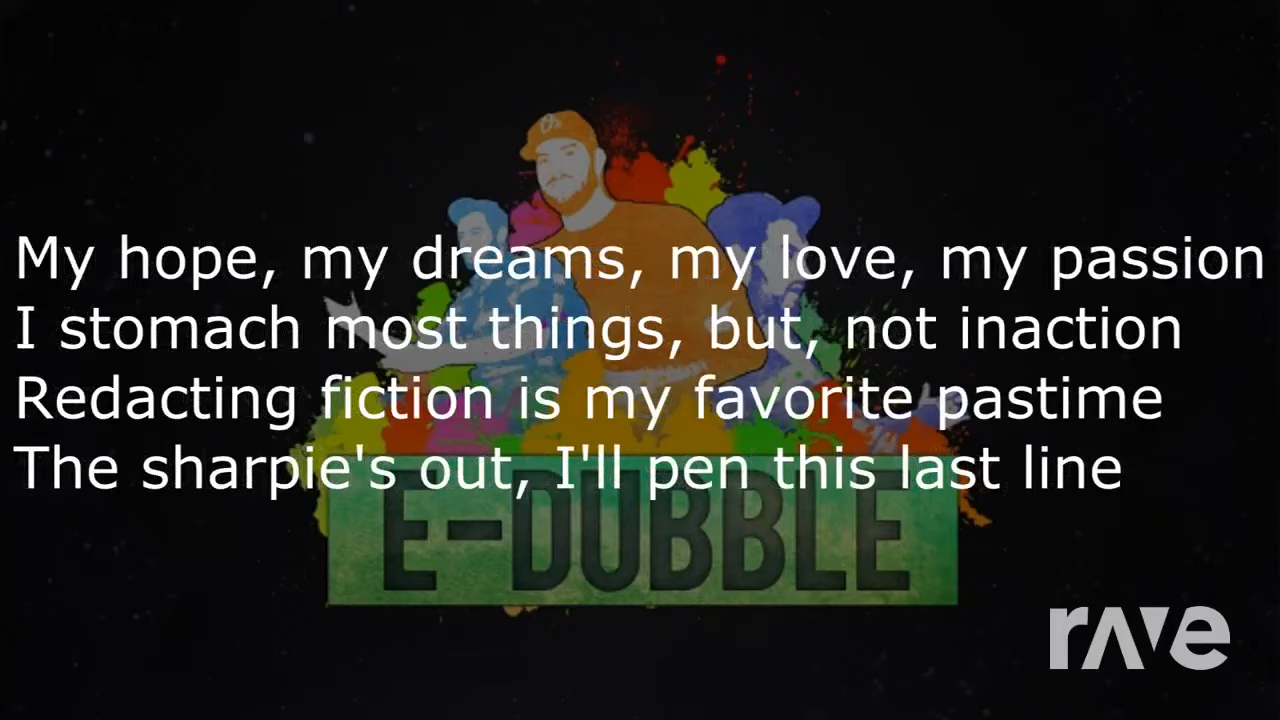 My hope, my dreams, my love, my passion
I stomach most things, but, not inaction
Redacting fiction is my favorite pastime
The sharpie's out, I'll pen this last line
E-DUBBLE
rave